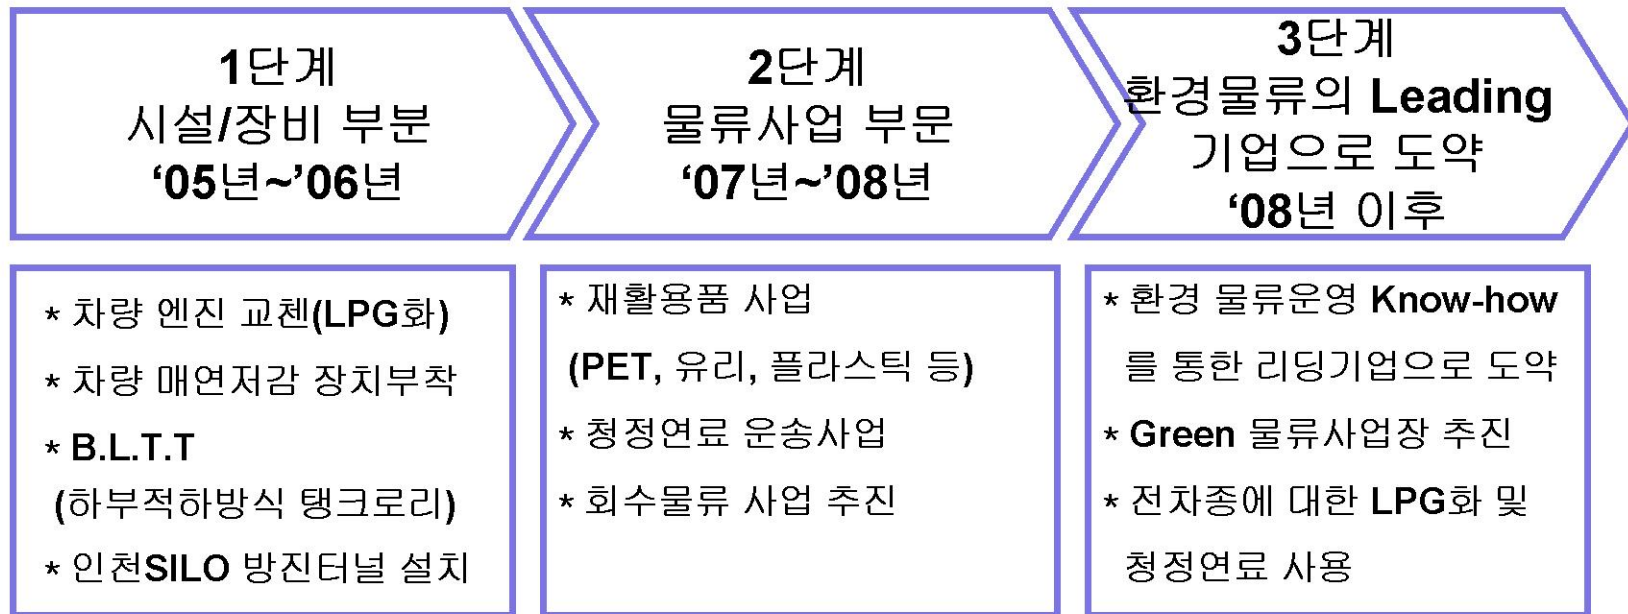 1단계
시설/장비 부분
‘05년~’06년
2단계
물류사업 부문
‘07년~’08년
3단계
환경물류의 Leading
기업으로 도약
‘08년 이후
* 차량 엔진 교첸(LPG화)
* 차량 매연저감 장치부착
* B.L.T.T
(하부적하방식 탱크로리)
* 인천SILO 방진터널 설치
* 재활용품 사업
(PET, 유리, 플라스틱 등)
* 청정연료 운송사업
* 회수물류 사업 추진
* 환경 물류운영 Know-how
를 통한 리딩기업으로 도약
* Green 물류사업장 추진
* 전차종에 대한 LPG화 및
청정연료 사용